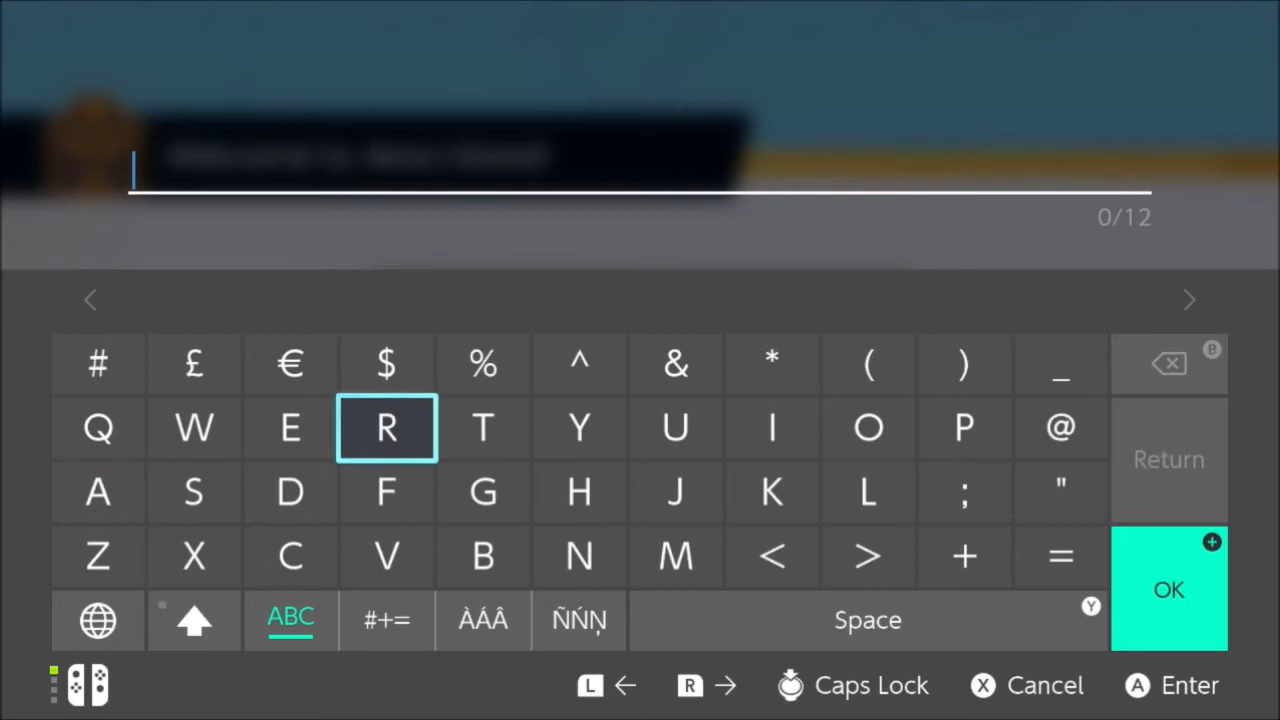 0/12
# £ € $ % ^ & * ( ) _ B
Q W E R T Y U I O P @ Return
A S D F G H J K L ; "
Z X C V B N M < > + = OK
ABC #+= ÀÁÂ ÑŃŅ Space Y
L ← R → Caps Lock X Cancel A Enter